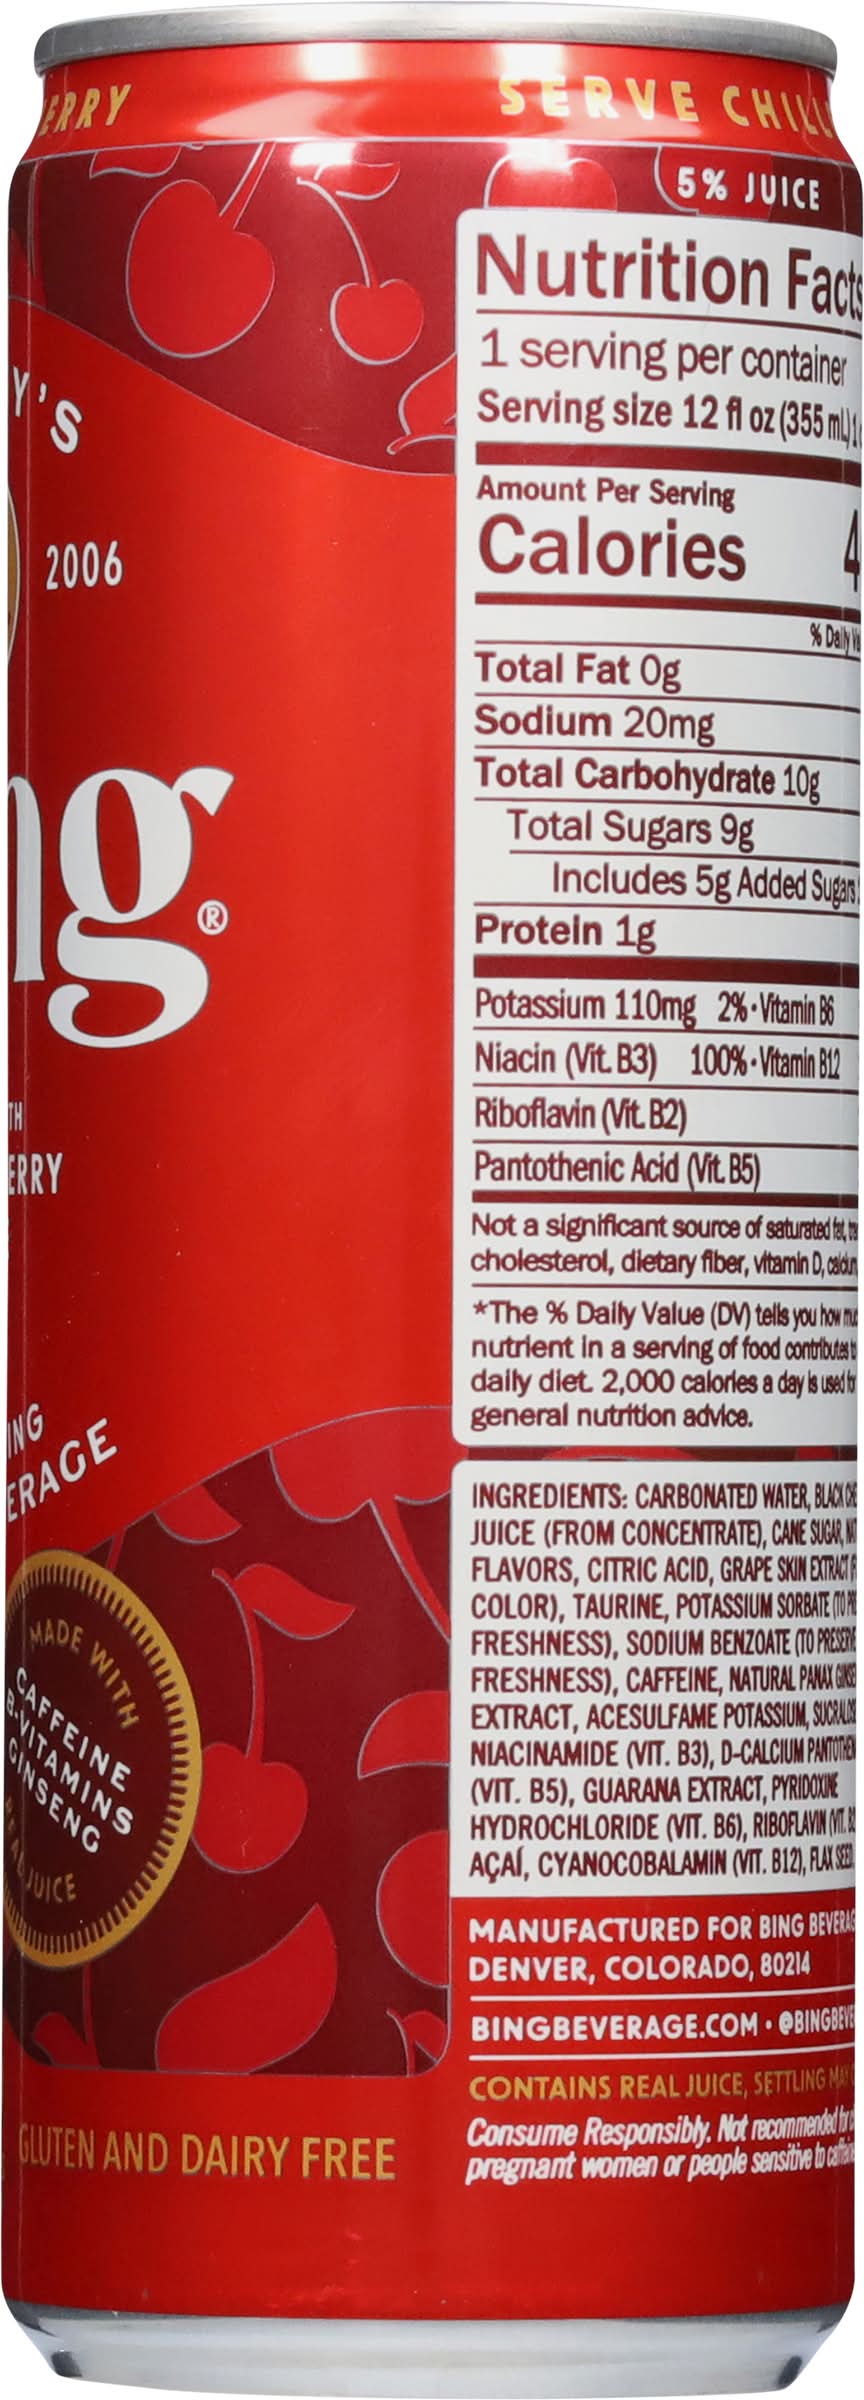 SERVE
5% JUICE
Y'S
2006
ng®
Nutrition Facts
1 serving per container
Serving size 12 fl oz (355 mL) 1
Amount Per Serving
Calories 4
% Daily
Total Fat 0g
Sodium 20mg
Total Carbohydrate 10g
Total Sugars 9g
Includes 5g Added Sugars
Protein 1g
Potassium 110mg 2% • Vitamin B6
Niacin (Vit. B3) 100% • Vitamin B12
Riboflavin (Vit. B2)
Pantothenic Acid (Vit. B5)
Not a significant source of saturated fat,
cholesterol, dietary fiber, vitamin D,
*The % Daily Value (DV) tells you how
nutrient in a serving of food contributes
daily diet. 2,000 calories a day is used for
general nutrition advice.
INGREDIENTS: CARBONATED WATER, BLACK
JUICE (FROM CONCENTRATE), CANE SUGAR,
FLAVORS, CITRIC ACID, GRAPE SKIN EXTRACT
COLOR), TAURINE, POTASSIUM SORBATE (TO
FRESHNESS), SODIUM BENZOATE (TO PRESERVE
FRESHNESS), CAFFEINE, NATURAL PANAX
EXTRACT, ACESULFAME POTASSIUM,
NIACINAMIDE (VIT. B3), D-CALCIUM
(VIT. B5), GUARANA EXTRACT, PYRIDOXINE
HYDROCHLORIDE (VIT. B6), RIBOFLAVIN (VIT.
AÇAÍ, CYANOCOBALAMIN (VIT. B12), FLAX SEED
MADE WITH
CAFFEINE
B-VITAMINS
GINSENG
JUICE
MANUFACTURED FOR BING
DENVER, COLORADO, 80214
BINGBEVERAGE.COM •
CONTAINS REAL JUICE, SETTLING MAY
Consume Responsibly. Not recommended for
pregnant women or people sensitive to
GLUTEN AND DAIRY FREE